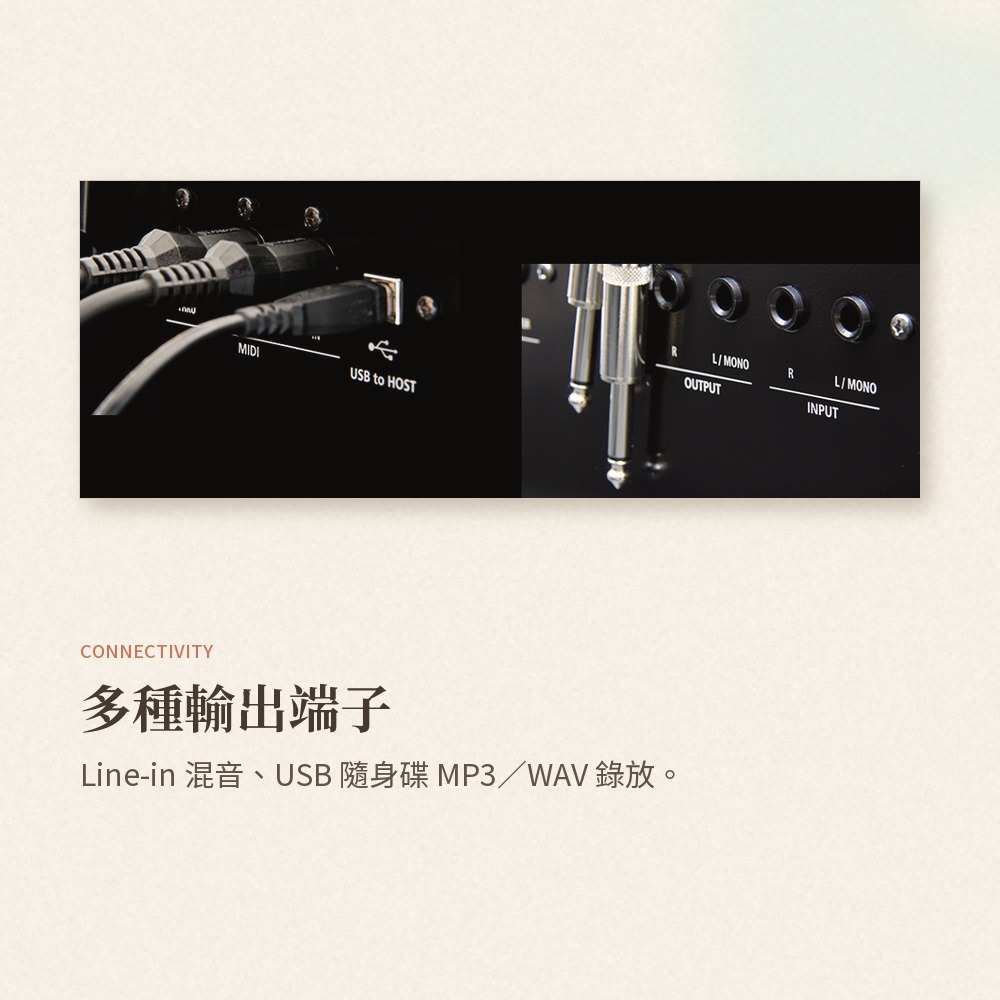 MIDI
USB to HOST
R
L / MONO
OUTPUT
R
L / MONO
INPUT
CONNECTIVITY
多種輸出端子
Line-in 混音、USB 隨身碟 MP3／WAV 錄放。